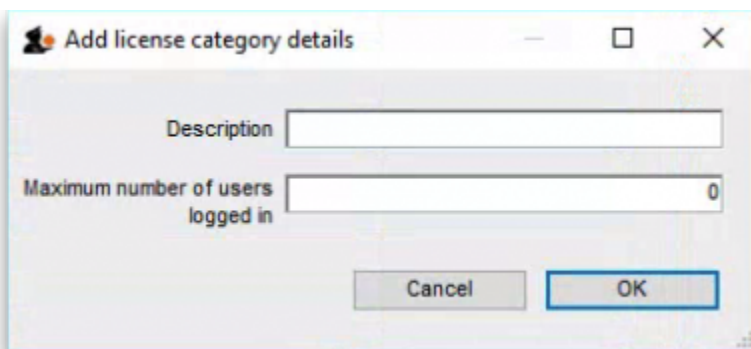 Add license category details
Description
Maximum number of users
logged in
0
Cancel
OK